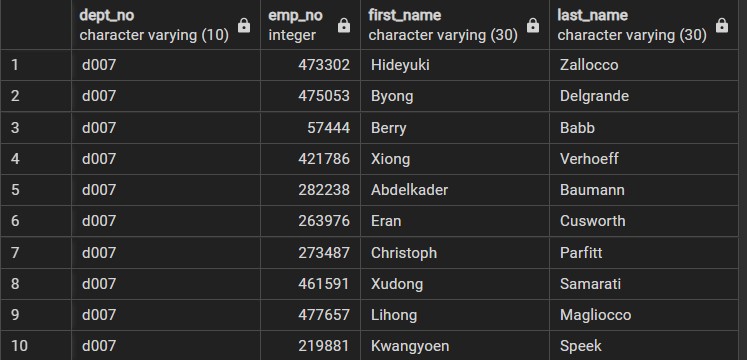 dept_no emp_no first_name last_name
character varying (10) integer character varying (30) character varying (30)
1 d007 473302 Hideyuki Zallocco
2 d007 475053 Byong Delgrande
3 d007 57444 Berry Babb
4 d007 421786 Xiong Verhoeff
5 d007 282238 Abdelkader Baumann
6 d007 263976 Eran Cusworth
7 d007 273487 Christoph Parfitt
8 d007 461591 Xudong Samarati
9 d007 477657 Lihong Magliocco
10 d007 219881 Kwangyoen Speek